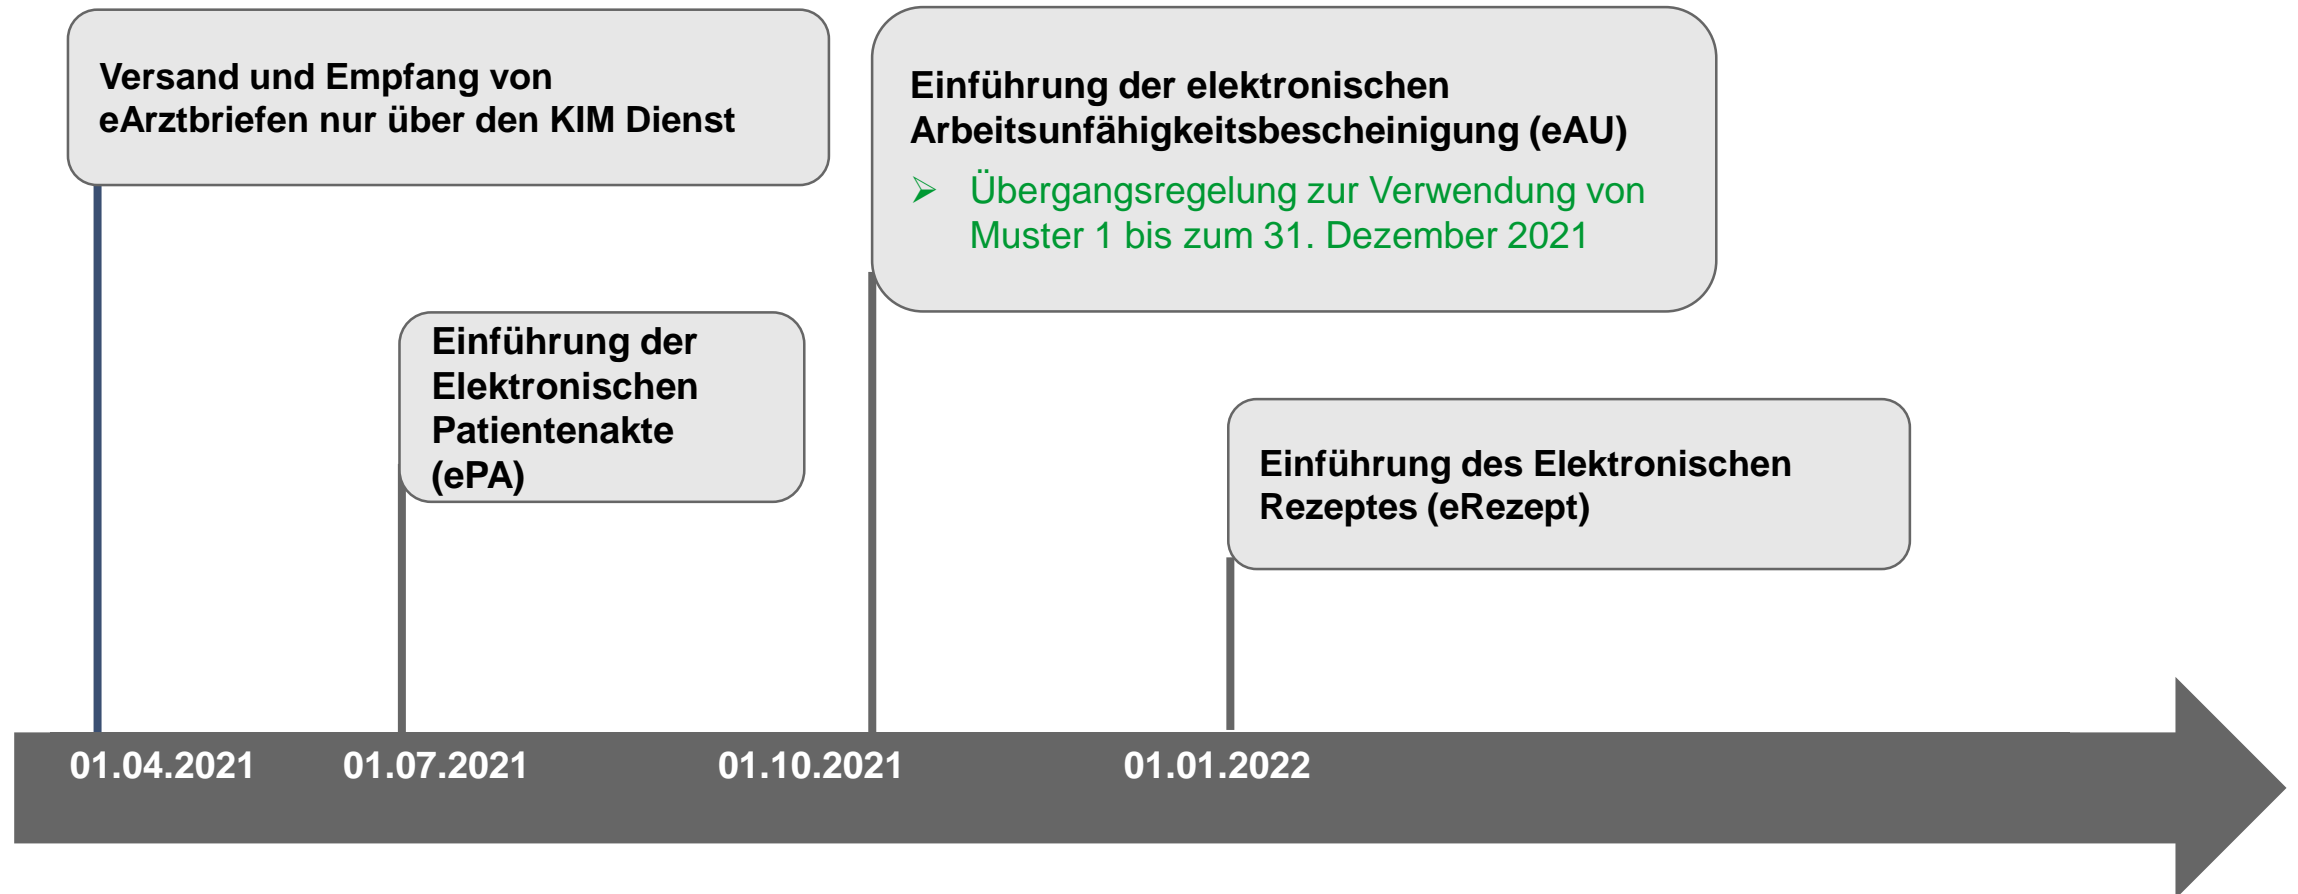 Versand und Empfang von
eArztbriefen nur über den KIM Dienst
Einführung der elektronischen
Arbeitsunfähigkeitsbescheinigung (eAU)
➢ Übergangsregelung zur Verwendung von
Muster 1 bis zum 31. Dezember 2021
Einführung der
Elektronischen
Patientenakte
(ePA)
Einführung des Elektronischen
Rezeptes (eRezept)
01.04.2021 01.07.2021 01.10.2021 01.01.2022